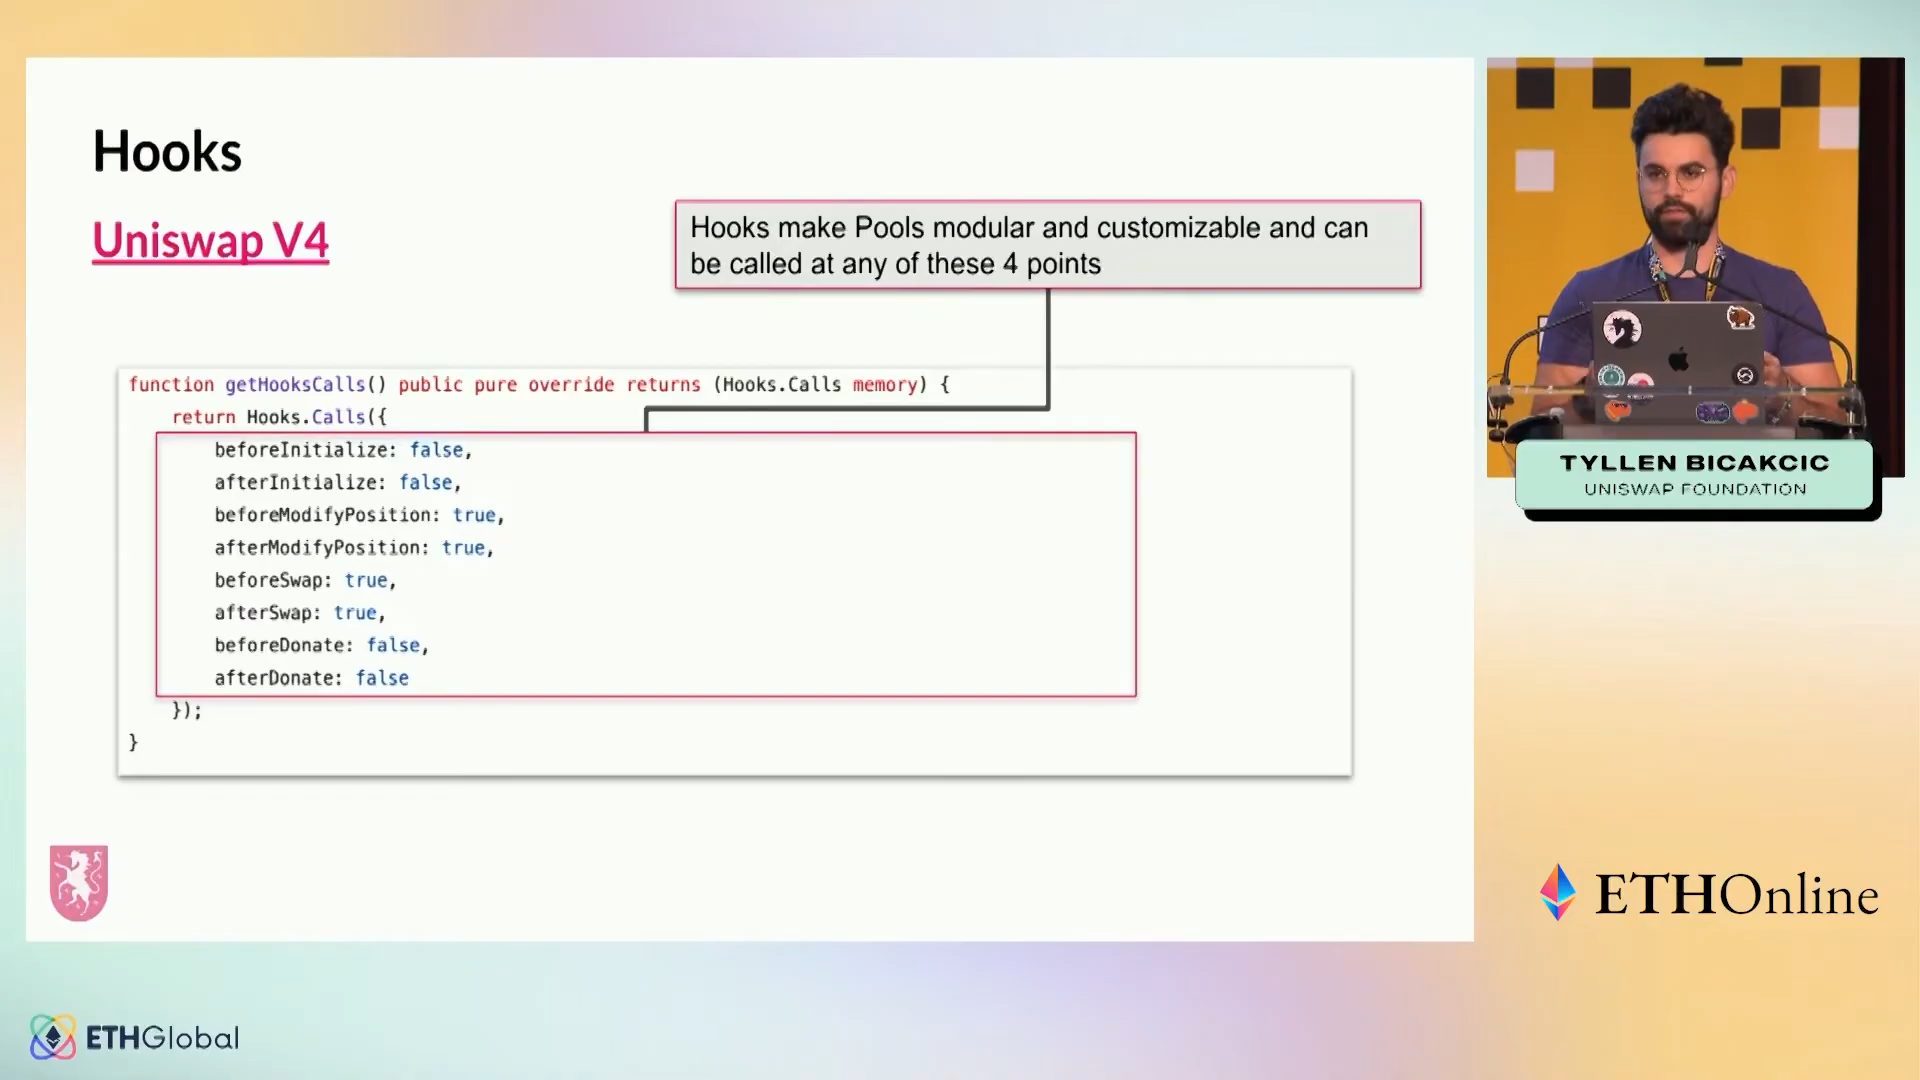 Hooks
Uniswap V4
Hooks make Pools modular and customizable and can
be called at any of these 4 points
function getHooksCalls() public pure override returns (Hooks.Calls memory) {
return Hooks.Calls({
beforeInitialize: false,
afterInitialize: false,
beforeModifyPosition: true,
afterModifyPosition: true,
beforeSwap: true,
afterSwap: true,
beforeDonate: false,
afterDonate: false
});
}
TYLLEN BICAKCIC
UNISWAP FOUNDATION
ETHOnline
ETHGlobal